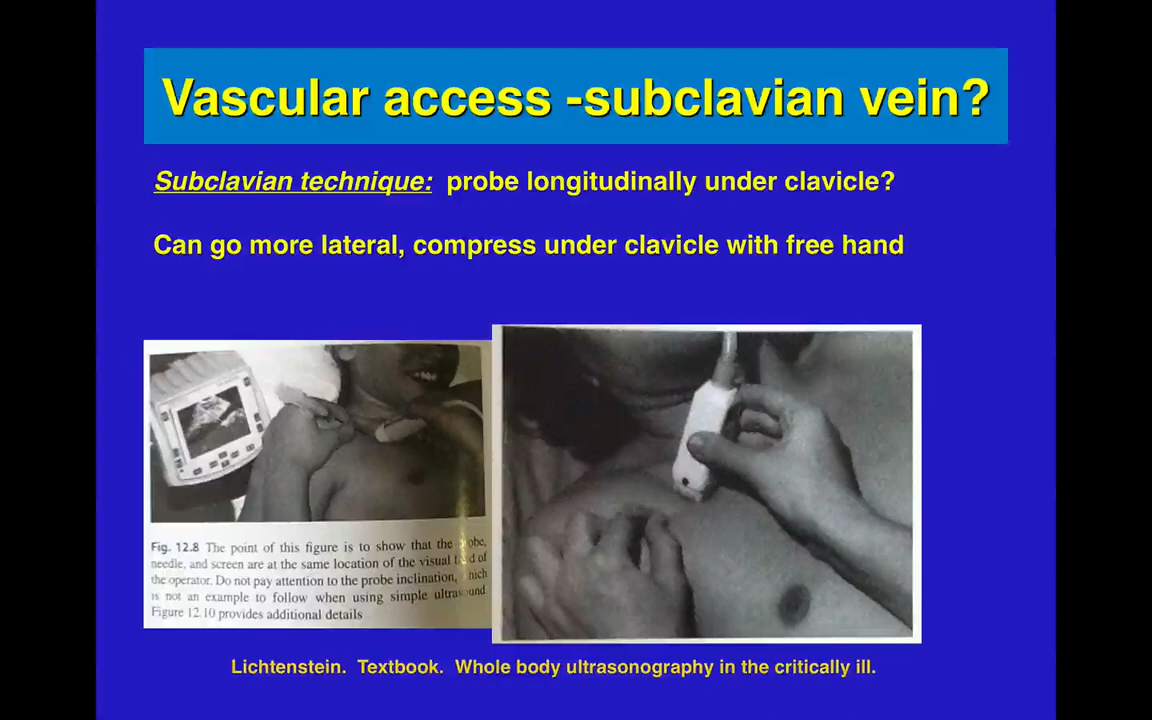 Vascular access -subclavian vein?
Subclavian technique: probe longitudinally under clavicle?
Can go more lateral, compress under clavicle with free hand
Fig. 12.8 The point of this figure is to show that the
needle, and screen are at the same location of the visual of
the operator. Do not pay attention to the probe inclination,
is not an example to follow when using simple
Figure 12.10 provides additional details
Lichtenstein. Textbook. Whole body ultrasonography in the critically ill.